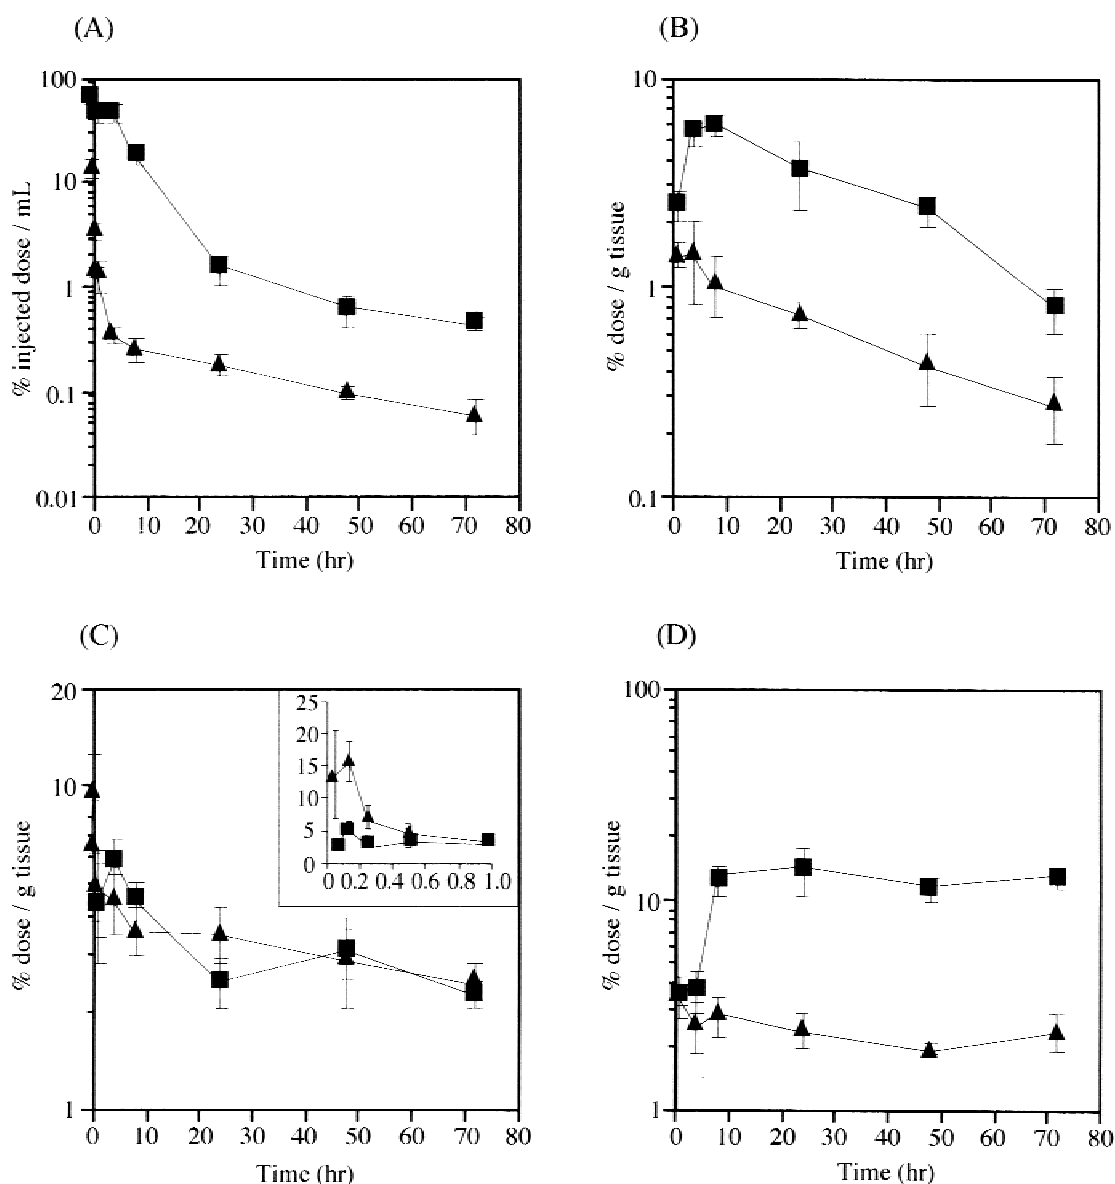 (A)
(B)
100
10
1
0.1
0.01
% injected dose / mL
0 10 20 30 40 50 60 70 80
Time (hr)
10
1
0.1
% dose / g tissue
0 10 20 30 40 50 60 70 80
Time (hr)
(C)
(D)
20
10
1
% dose / g tissue
25
20
15
10
5
0
0 0.2 0.4 0.6 0.8 1.0
0 10 20 30 40 50 60 70 80
Time (hr)
100
10
1
% dose / g tissue
0 10 20 30 40 50 60 70 80
Time (hr)